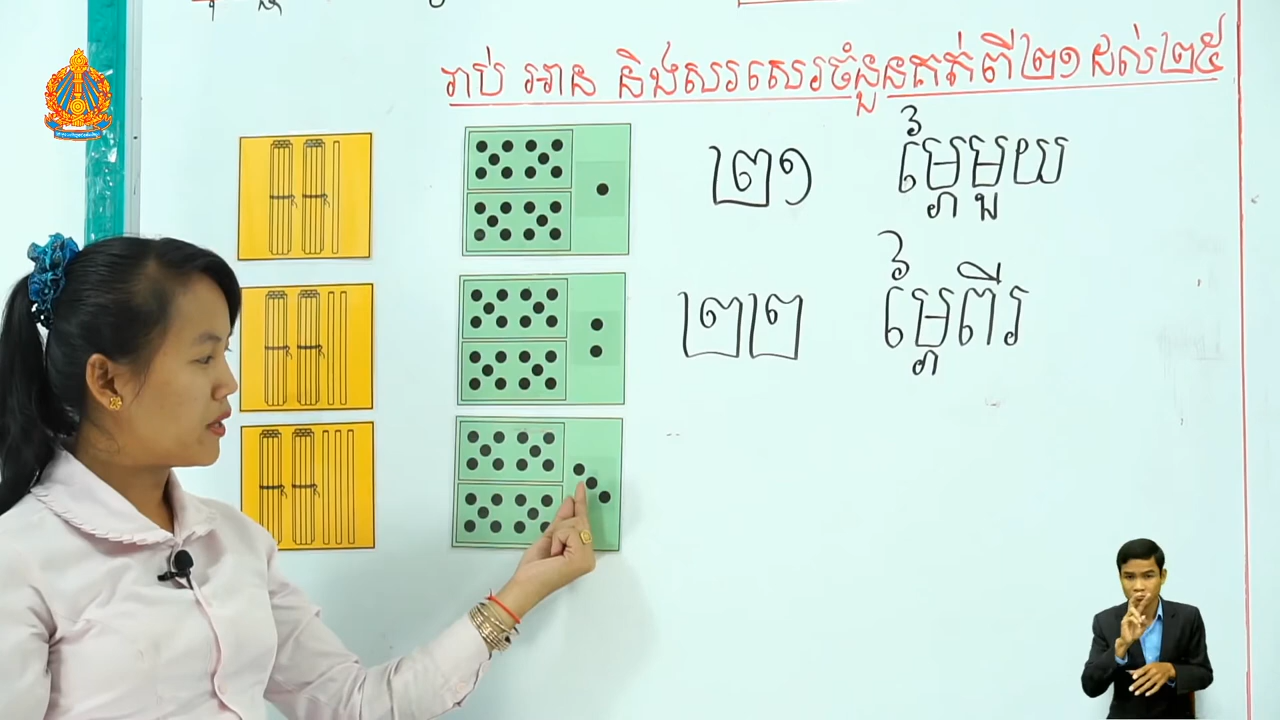 រាប់ អាន និងសរសេរចំនួនគត់ពី២១ ដល់២៥
២១ ម្ភៃមួយ
២២ ម្ភៃពីរ